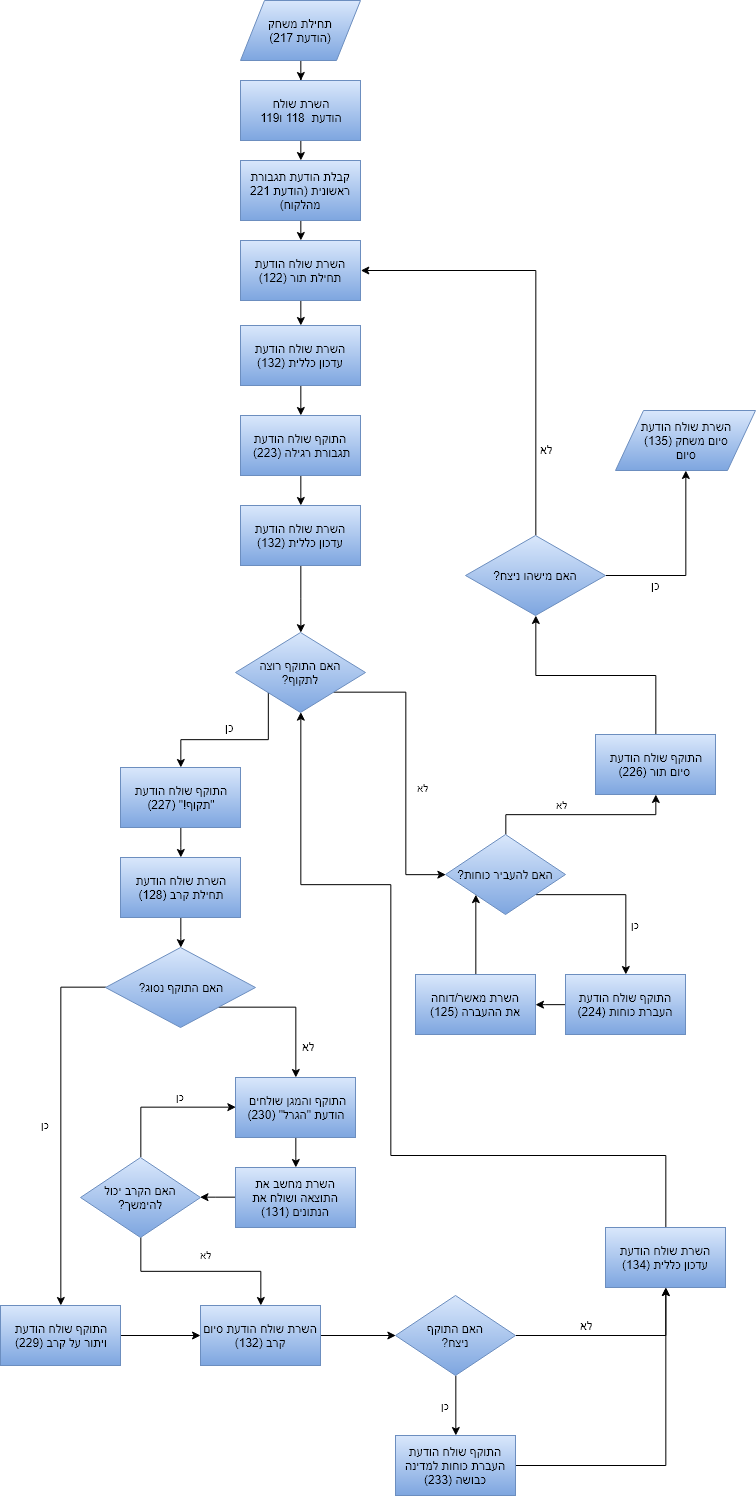 תחילת משחק
(הודעת 217)
השרת שולח
הודעת 118 ו119
קבלת הודעת תגבורת
ראשונית (הודעת 221
מהלקוח)
השרת שולח הודעת
תחילת תור (122)
השרת שולח הודעת
עדכון כללית (132)
התוקף שולח הודעת
תגבורת רגילה (223)
השרת שולח הודעת
עדכון כללית (132)
האם התוקף רוצה
לתקוף?
כן
לא
התוקף שולח הודעת
"תקוף!" (227)
השרת שולח הודעת
תחילת קרב (128)
האם התוקף נסוג?
כן
לא
התוקף והמגן שולחים
הודעת "הגרל" (230)
השרת מחשב את
התוצאה ושולח את
הנתונים (131)
האם הקרב יכול
להימשך?
כן
לא
התוקף שולח הודעת
ויתור על קרב (229)
השרת שולח הודעת סיום
קרב (132)
האם התוקף
ניצח?
לא
כן
התוקף שולח הודעת
העברת כוחות למדינה
כבושה (233)
השרת שולח הודעת
עדכון כללית (134)
האם להעביר כוחות?
כן
לא
התוקף שולח הודעת
העברת כוחות (224)
השרת מאשר/דוחה
את ההעברה (125)
התוקף שולח הודעת
סיום תור (226)
האם מישהו ניצח?
לא
כן
השרת שולח הודעת
סיום משחק (135)
סיום